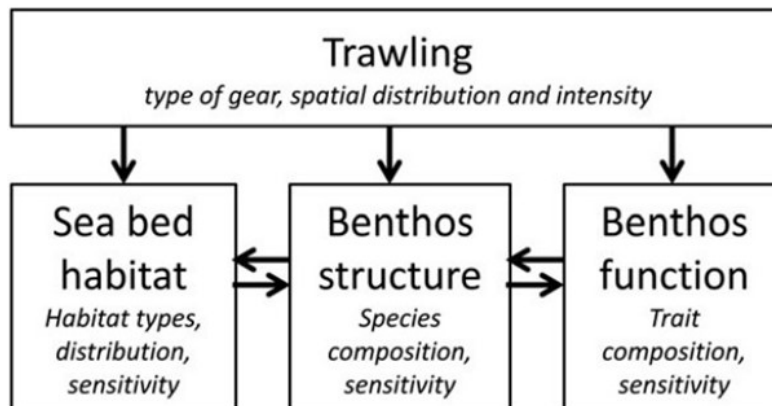 Trawling
type of gear, spatial distribution and intensity
Sea bed
habitat
Habitat types,
distribution,
sensitivity
Benthos
structure
Species
composition,
sensitivity
Benthos
function
Trait
composition,
sensitivity